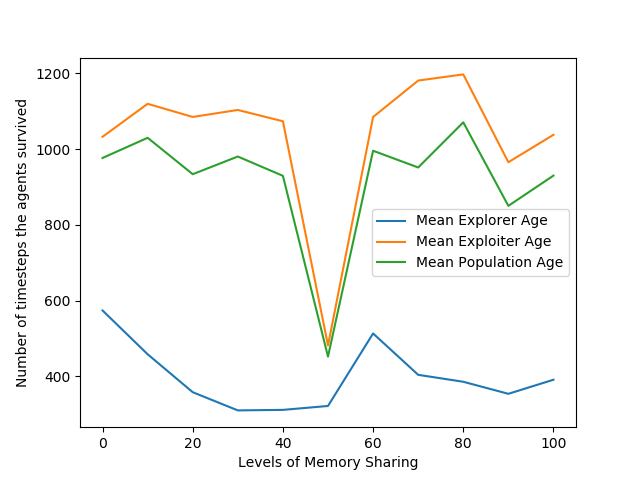 1200
1000
800
600
400
Number of timesteps the agents survived
Mean Explorer Age
Mean Exploiter Age
Mean Population Age
0 20 40 60 80 100
Levels of Memory Sharing